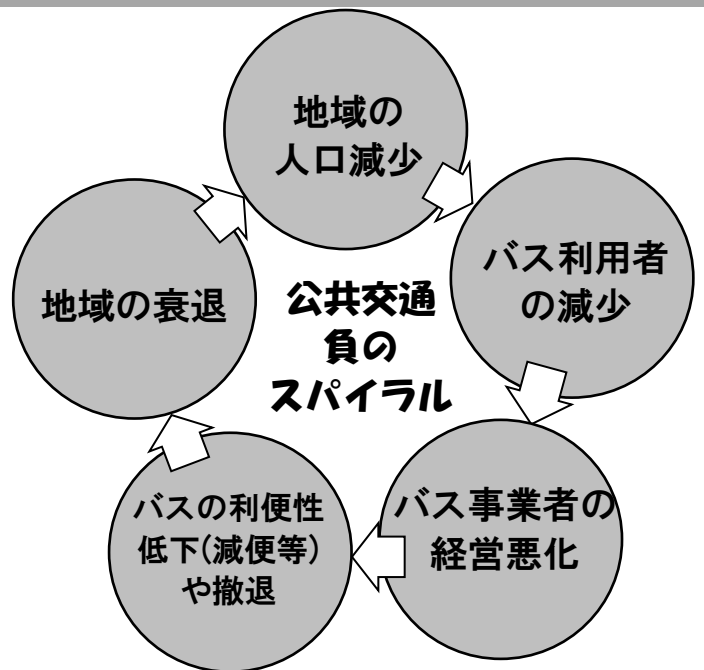 地域の
人口減少
バス利用者
の減少
バス事業者の
経営悪化
バスの利便性
低下(減便等)
や撤退
地域の衰退
公共交通
負の
スパイラル